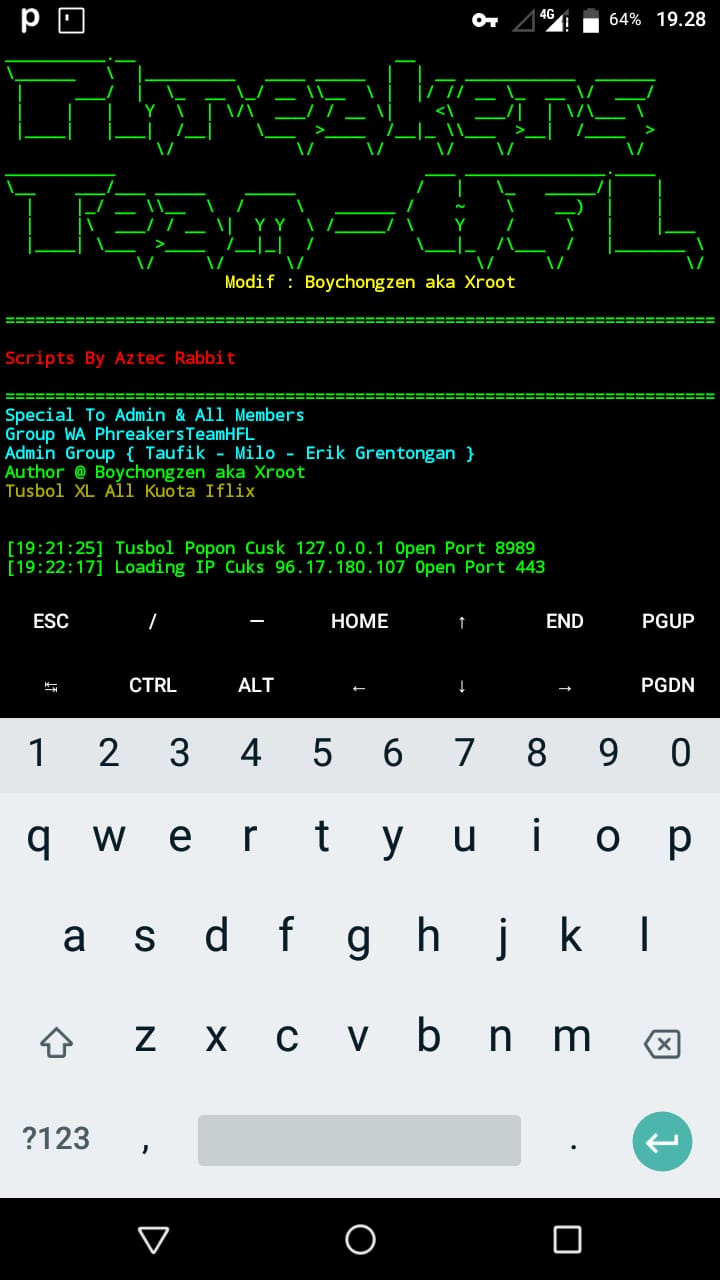 P
4G
64%
19.28
Phreakers
Team-HFL
Modif : Boychongzen aka Xroot
=======================================================================
Scripts By Aztec Rabbit
=======================================================================
Special To Admin & All Members
Group WA PhreakersTeamHFL
Admin Group { Taufik - Milo - Erik Grentongan }
Author @ Boychongzen aka Xroot
Tusbol XL All Kuota Iflix
[19:21:25] Tusbol Popon Cusk 127.0.0.1 Open Port 8989
[19:22:17] Loading IP Cuks 96.17.180.107 Open Port 443
ESC / — HOME ↑ END PGUP
↹ CTRL ALT ← ↓ → PGDN
1 2 3 4 5 6 7 8 9 0
q w e r t y u i o p
a s d f g h j k l
z x c v b n m
?123 , .